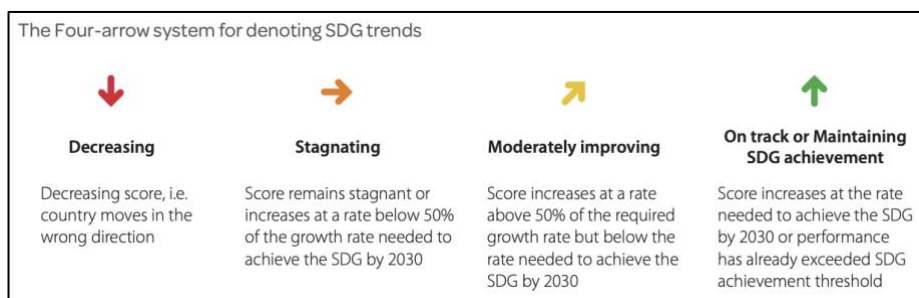 The Four-arrow system for denoting SDG trends
Decreasing
Decreasing score, i.e.
country moves in the
wrong direction
Stagnating
Score remains stagnant or
increases at a rate below 50%
of the growth rate needed to
achieve the SDG by 2030
Moderately improving
Score increases at a rate
above 50% of the required
growth rate but below the
rate needed to achieve the
SDG by 2030
On track or Maintaining
SDG achievement
Score increases at the rate
needed to achieve the SDG
by 2030 or performance
has already exceeded SDG
achievement threshold